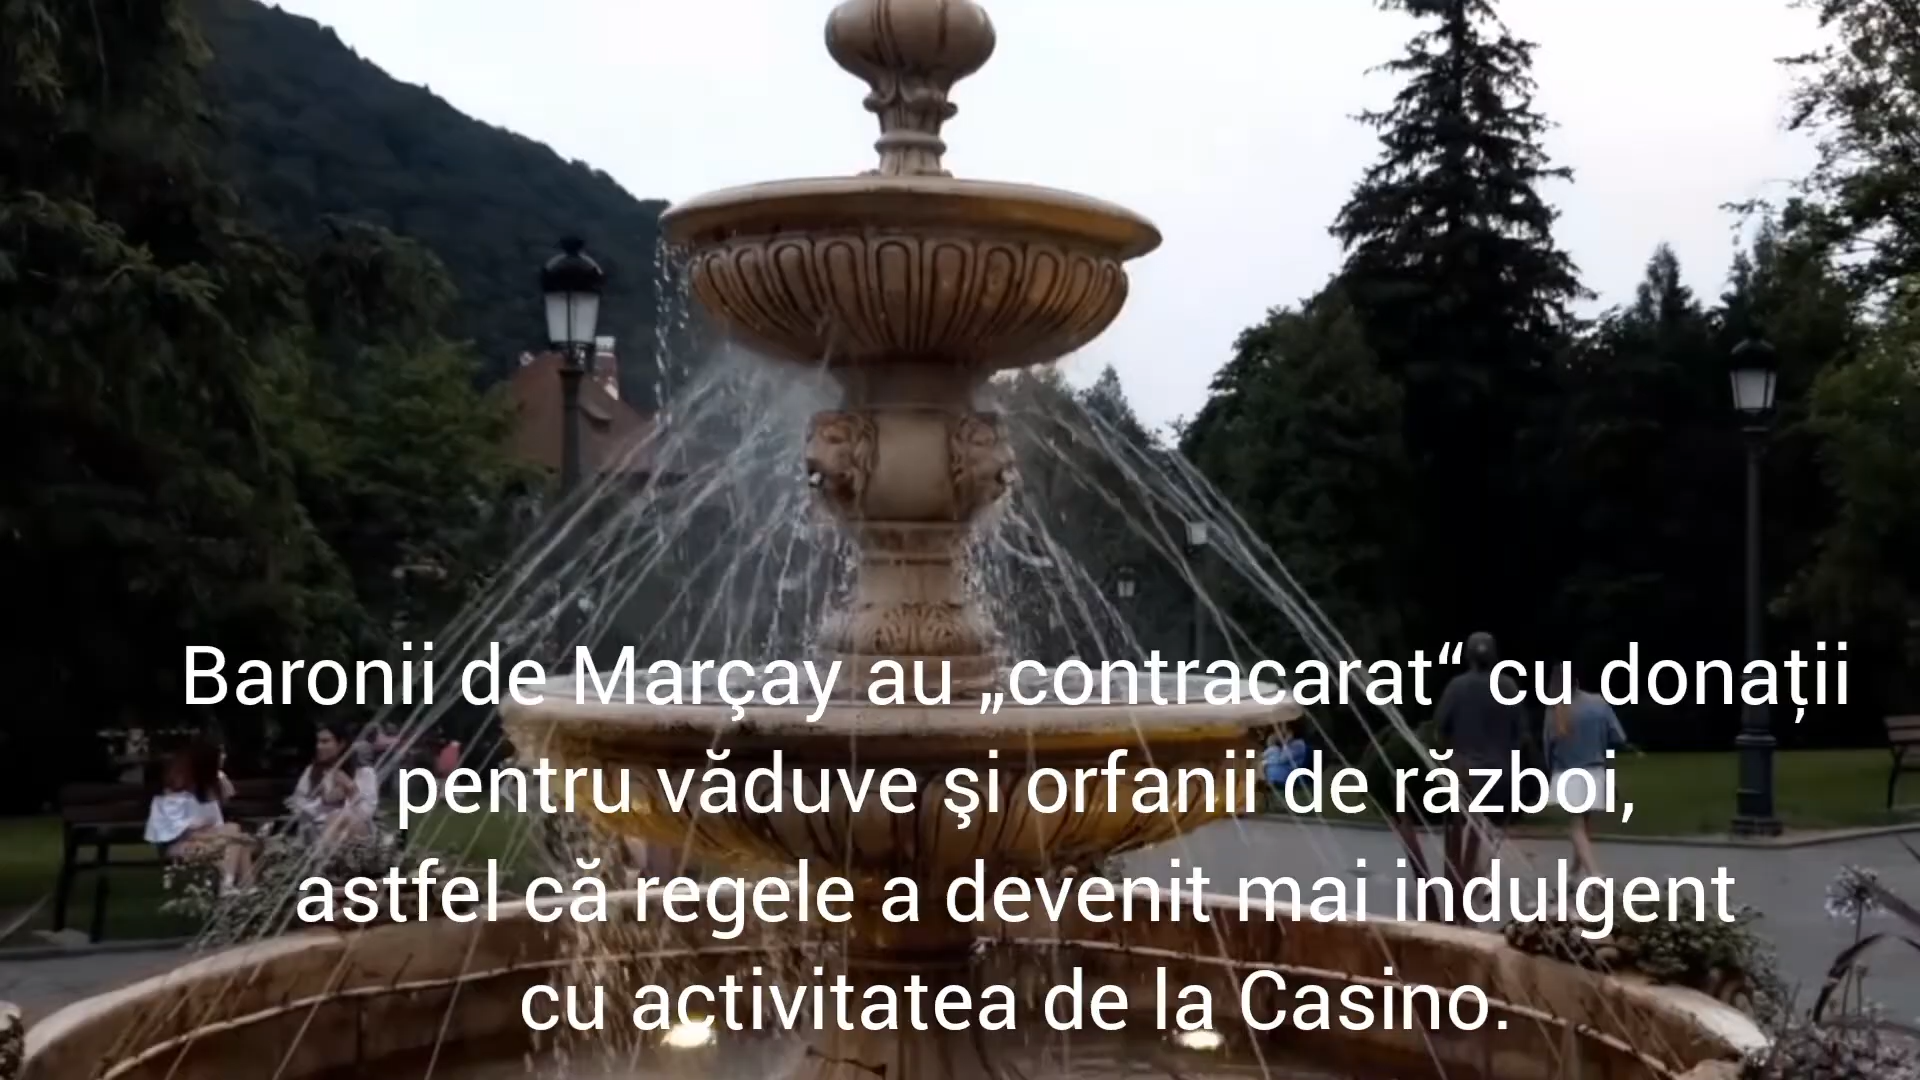 Baronii de Marçay au „contracarat“ cu donații
pentru văduve şi orfanii de război,
astfel că regele a devenit mai indulgent
cu activitatea de la Casino.